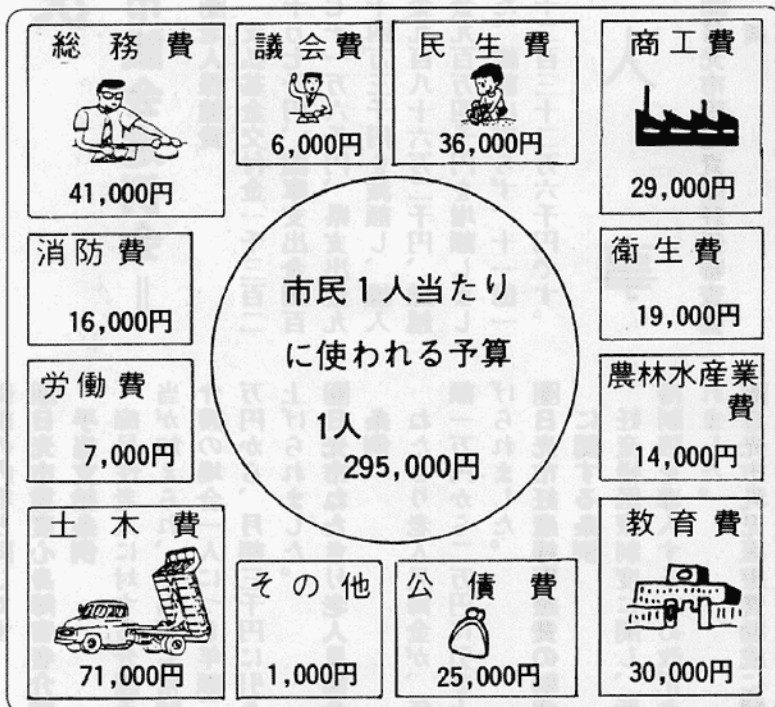 総務費
41,000円
議会費
6,000円
民生費
36,000円
商工費
29,000円
消防費
16,000円
衛生費
19,000円
市民1人当たり
に使われる予算
1人
295,000円
労働費
7,000円
農林水産業
費
14,000円
土木費
71,000円
その他
1,000円
公債費
25,000円
教育費
30,000円